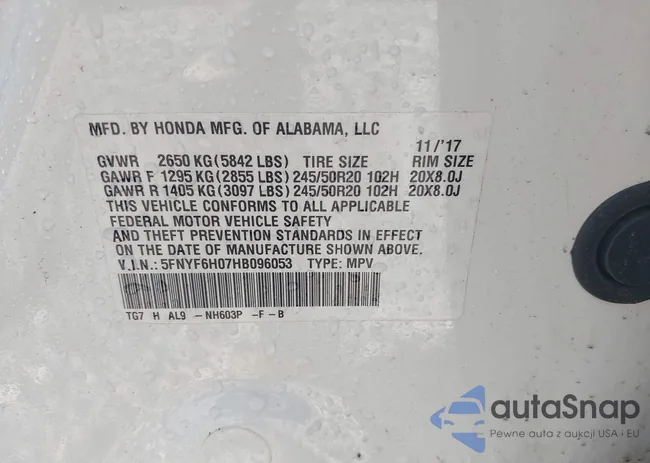 MFD. BY HONDA MFG. OF ALABAMA, LLC
11/'17
GVWR 2650 KG(5842 LBS) TIRE SIZE RIM SIZE
GAWR F 1295 KG(2855 LBS) 245/50R20 102H 20X8.0J
GAWR R 1405 KG(3097 LBS) 245/50R20 102H 20X8.0J
THIS VEHICLE CONFORMS TO ALL APPLICABLE
FEDERAL MOTOR VEHICLE SAFETY
AND THEFT PREVENTION STANDARDS IN EFFECT
ON THE DATE OF MANUFACTURE SHOWN ABOVE.
V.I.N.: 5FNYF6H07HB096053 TYPE: MPV
TG7 H AL9 -NH603P -F-B
autaSnap
Pewne auto z aukcji USA i EU